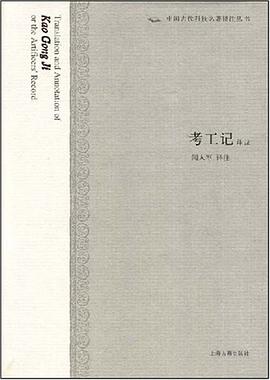 中国古代科技名著译注丛书
Translation and Annotation of
Kao Gong Ji
or the Artificers' Record
考工记 译注
闻人军 译注
上海古籍出版社